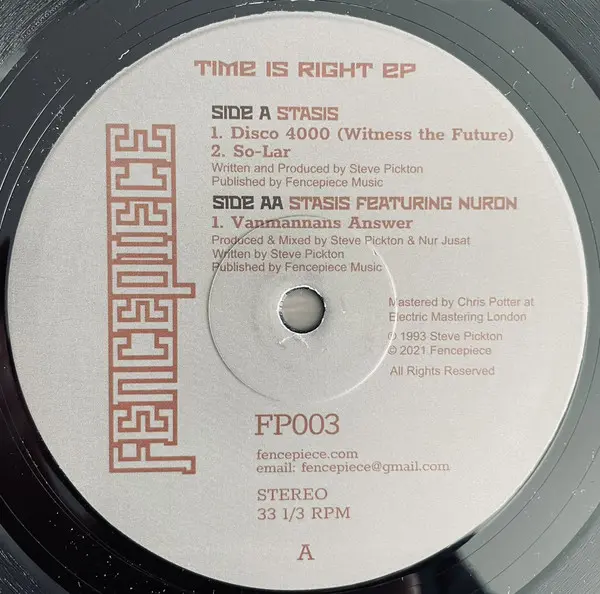 TIME IS RIGHT EP
SIDE A STASIS
1. Disco 4000 (Witness the Future)
2. So-Lar
Written and Produced by Steve Pickton
Published by Fencepiece Music
SIDE AA STASIS FEATURING NURON
1. Vanmannans Answer
Produced & Mixed by Steve Pickton & Nur Jusat
Written by Steve Pickton
Published by Fencepiece Music
FENCEPIECE
Mastered by Chris Potter at
Electric Mastering London
℗ 1993 Steve Pickton
© 2021 Fencepiece
All Rights Reserved
FP003
fencepiece.com
email: fencepiece@gmail.com
STEREO
33 1/3 RPM
A